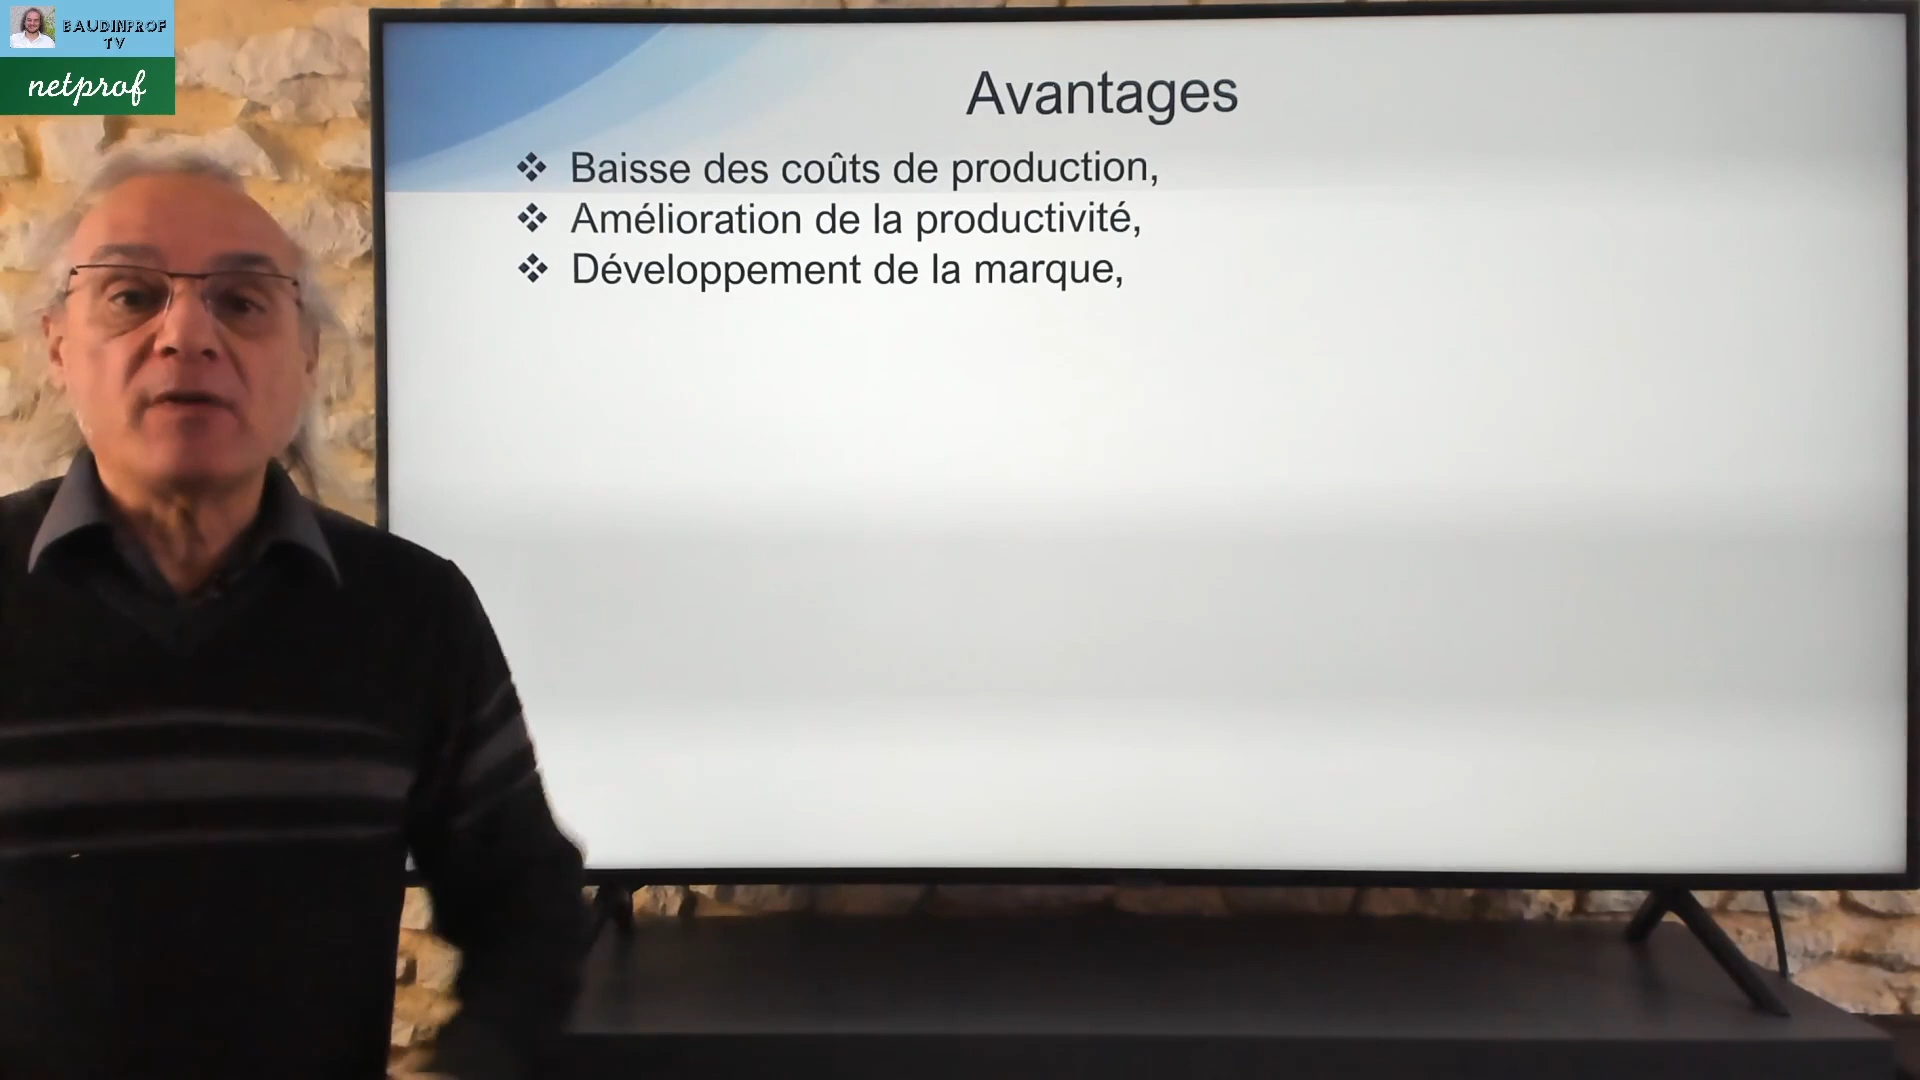 BAUDINPROF
TV
netprof
Avantages
❖ Baisse des coûts de production,
❖ Amélioration de la productivité,
❖ Développement de la marque,